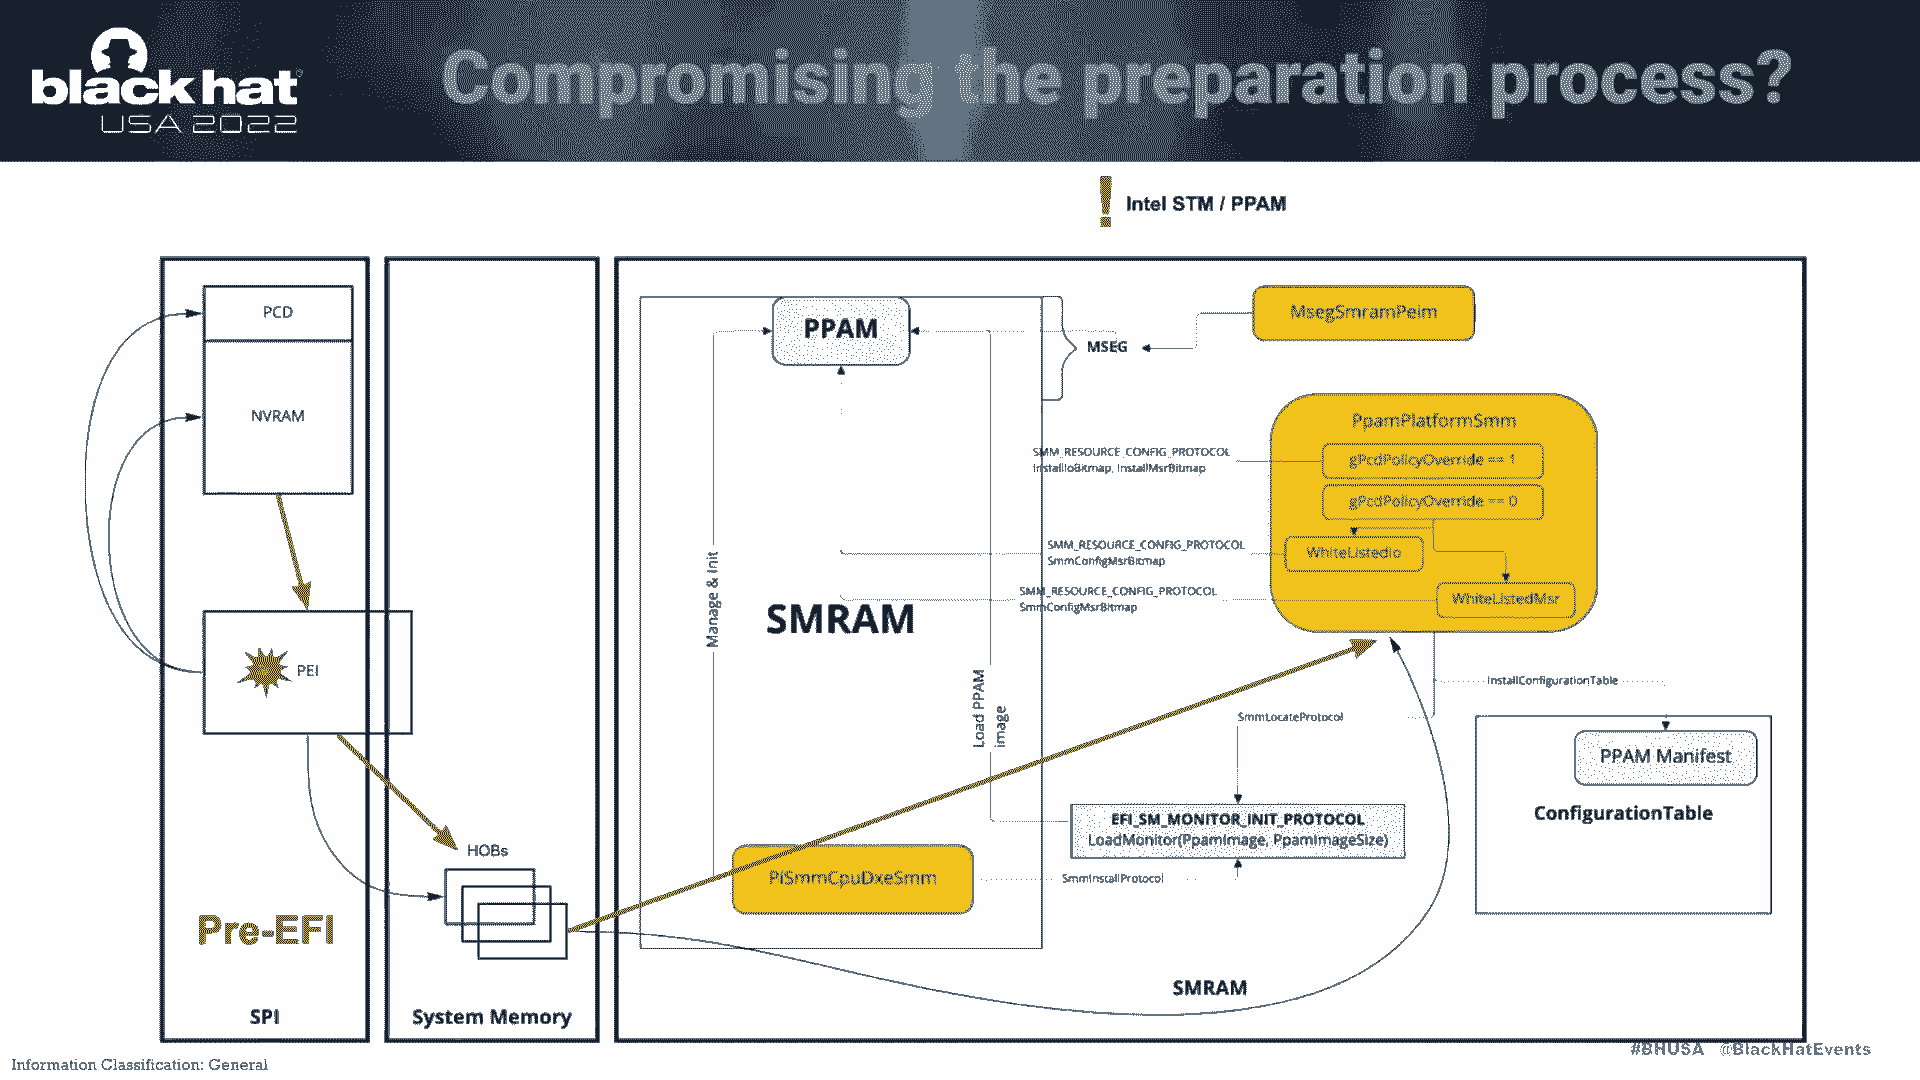 black hat
USA 2022
Compromising the preparation process?
! Intel STM / PPAM
PCD
NVRAM
PEI
Pre-EFI
SPI
HOBs
System Memory
PPAM
MSEG
MsegSmramPeim
PpamPlatformSmm
gPcdPolicyOverride == 1
gPcdPolicyOverride == 0
WhiteListedIo
WhiteListedMsr
SMM_RESOURCE_CONFIG_PROTOCOL
InstallIoBitmap, InstallMsrBitmap
SMM_RESOURCE_CONFIG_PROTOCOL
SmmConfigMsrBitmap
SMM_RESOURCE_CONFIG_PROTOCOL
SmmConfigMsrBitmap
Manage & Init
SMRAM
Load PPAM
image
InstallConfigurationTable
SmmLocateProtocol
PPAM Manifest
ConfigurationTable
EFI_SM_MONITOR_INIT_PROTOCOL
LoadMonitor(PpamImage, PpamImageSize)
PiSmmCpuDxeSmm
SmmInstallProtocol
SMRAM
#BHUSA @BlackHatEvents
Information Classification: General